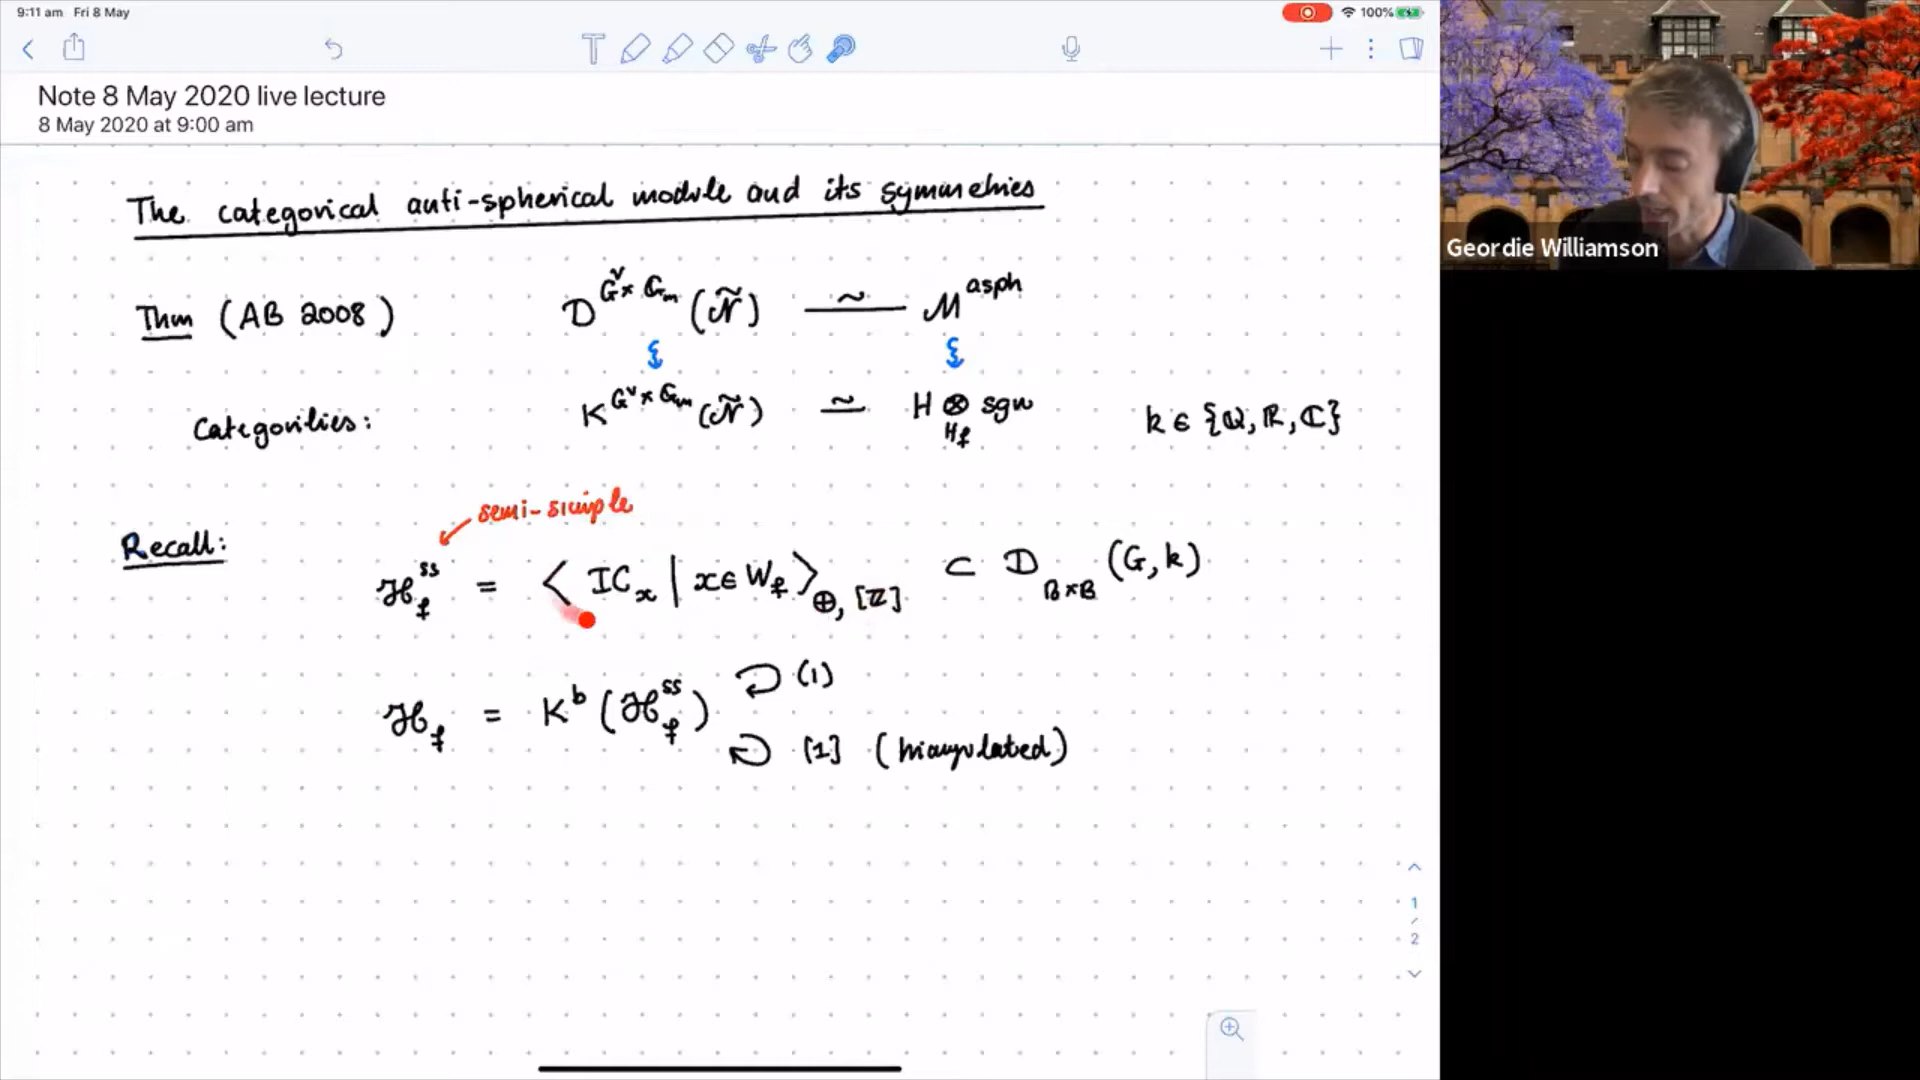 9:11 am Fri 8 May
100%
Note 8 May 2020 live lecture
8 May 2020 at 9:00 am
The categorical anti-spherical module and its symmetries
Thm (AB 2008) D^{G^∨ × G_m}(Ñ) ~ M^{asph}
Categorifies: K^{G^∨ × G_m}(Ñ) ≃ H ⊗_{H_f} sgn k ∈ {Q, R, C}
semi-simple
Recall: H_f^{ss} = ⟨ IC_x | x ∈ W_f ⟩_{⊕, [Z]} ⊂ D_{B×B}(G, k)
H_f = K^b(H_f^{ss}) (1)
[1] (triangulated)
1
2
Geordie Williamson